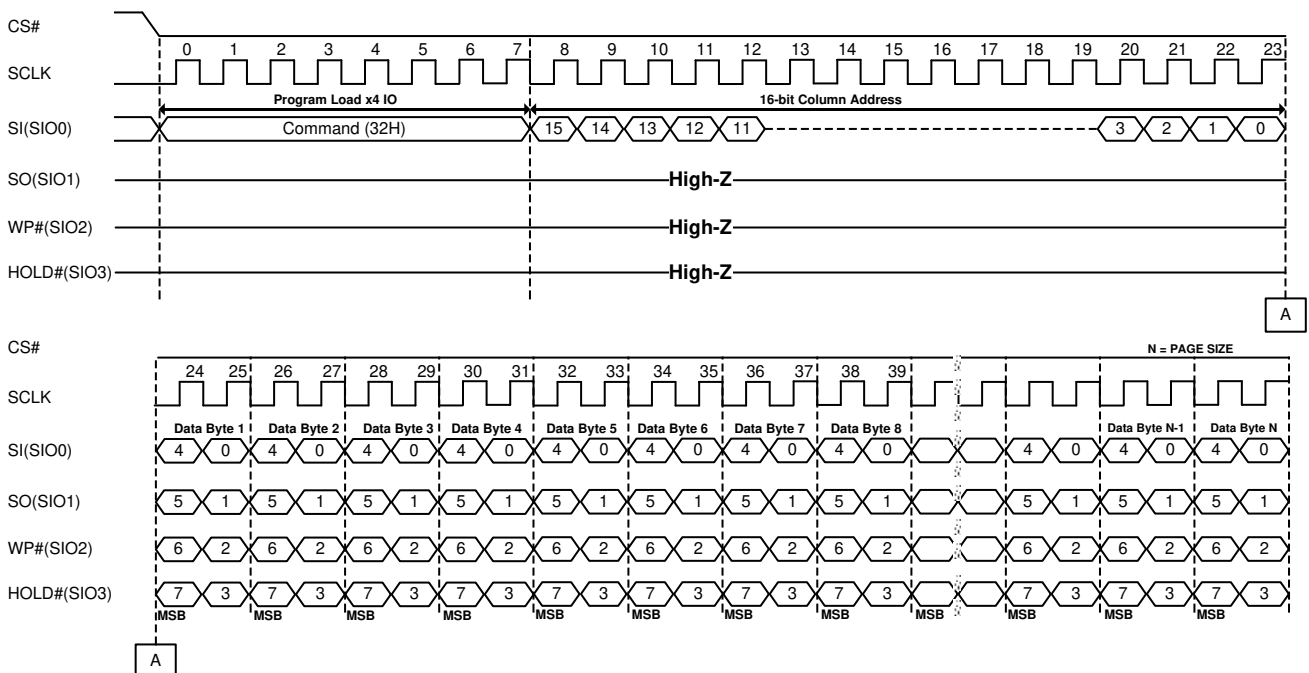 CS#
0 1 2 3 4 5 6 7 8 9 10 11 12 13 14 15 16 17 18 19 20 21 22 23
SCLK
Program Load x4 IO 16-bit Column Address
SI(SIO0) Command (32H) 15 14 13 12 11 3 2 1 0
SO(SIO1) High-Z
WP#(SIO2) High-Z
HOLD#(SIO3) High-Z
A
CS#
N = PAGE SIZE
24 25 26 27 28 29 30 31 32 33 34 35 36 37 38 39
SCLK
Data Byte 1 Data Byte 2 Data Byte 3 Data Byte 4 Data Byte 5 Data Byte 6 Data Byte 7 Data Byte 8 Data Byte N-1 Data Byte N
SI(SIO0) 4 0 4 0 4 0 4 0 4 0 4 0 4 0 4 0 4 0 4 0 4 0
SO(SIO1) 5 1 5 1 5 1 5 1 5 1 5 1 5 1 5 1 5 1 5 1 5 1
WP#(SIO2) 6 2 6 2 6 2 6 2 6 2 6 2 6 2 6 2 6 2 6 2 6 2
HOLD#(SIO3) 7 3 7 3 7 3 7 3 7 3 7 3 7 3 7 3 7 3 7 3 7 3
MSB MSB MSB MSB MSB MSB MSB MSB MSB MSB MSB MSB
A